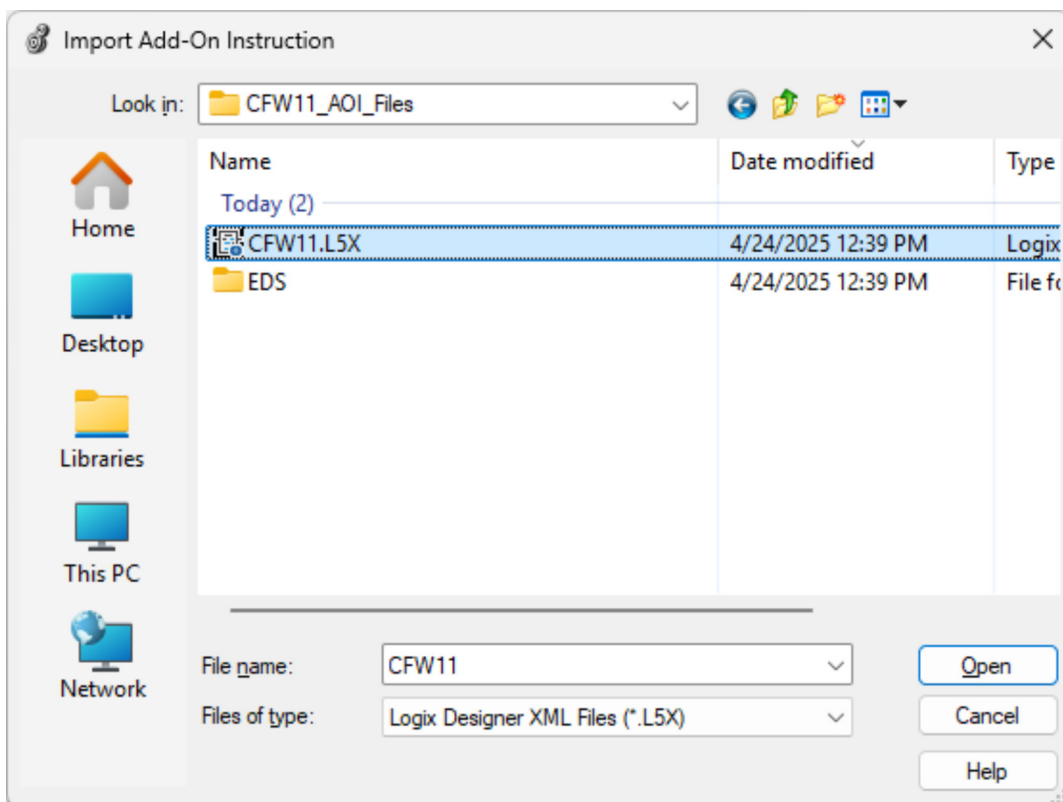 Import Add-On Instruction
Look in: CFW11_AOI_Files
Name Date modified Type
Today (2)
CFW11.L5X 4/24/2025 12:39 PM Logix
EDS 4/24/2025 12:39 PM File fo
Home
Desktop
Libraries
This PC
Network
File name: CFW11 Open
Files of type: Logix Designer XML Files (*.L5X) Cancel
Help